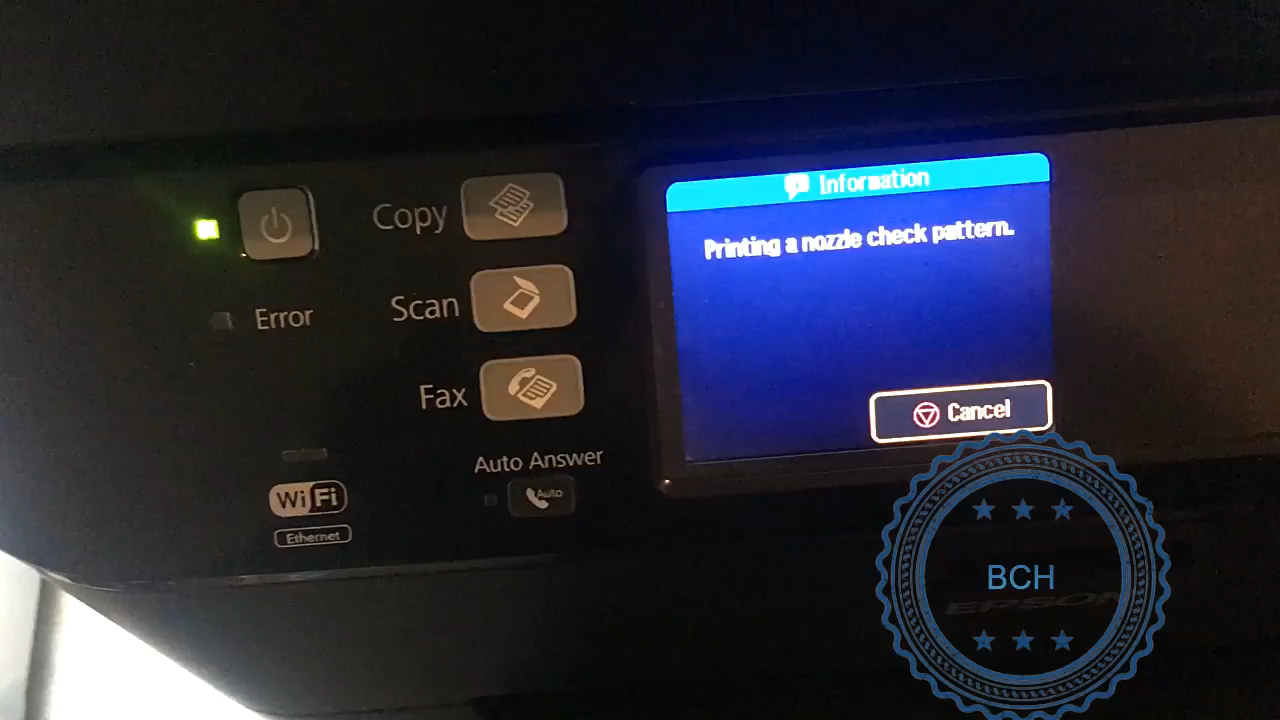 Information
Printing a nozzle check pattern.
Cancel
Copy
Scan
Error
Fax
Auto Answer
Auto
WiFi
Ethernet
BCH
EPSON